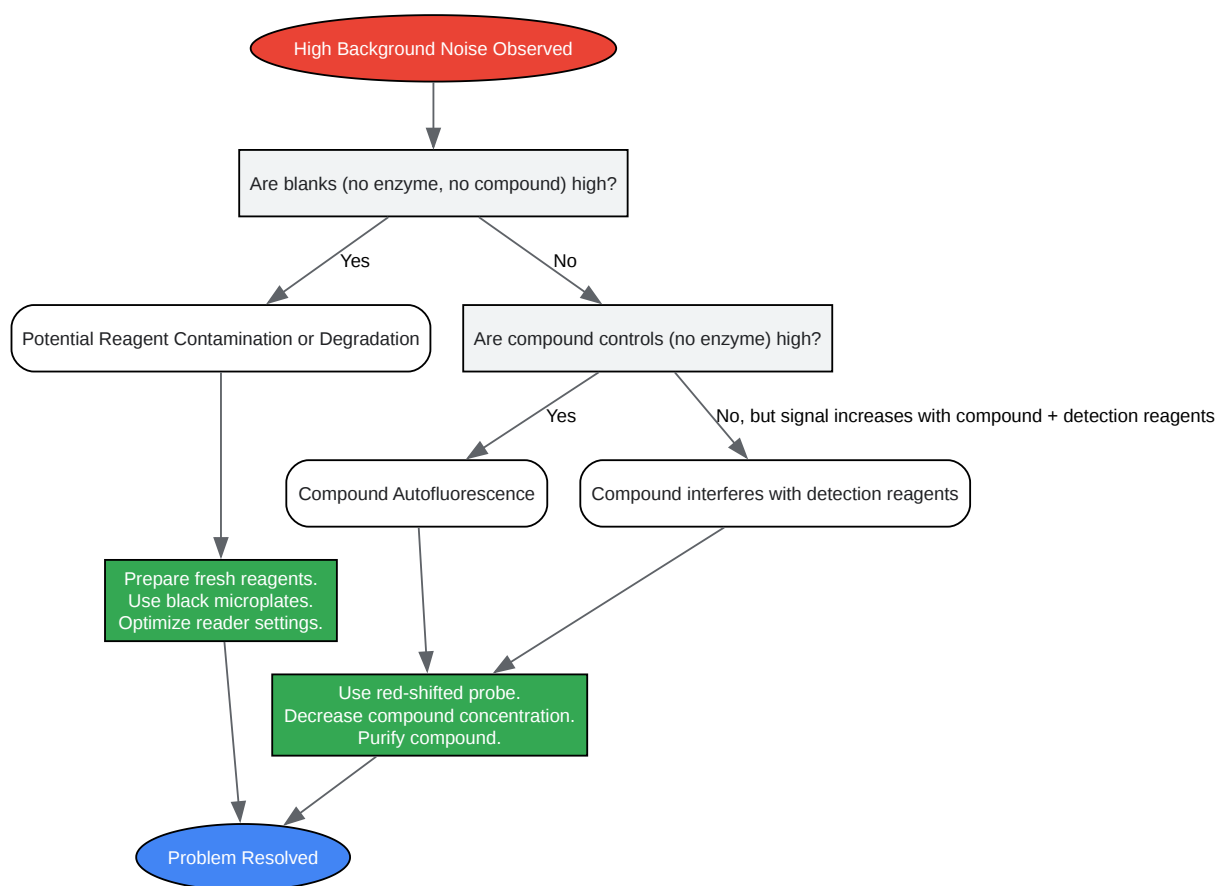 High Background Noise Observed
Are blanks (no enzyme, no compound) high?
Yes
No
Potential Reagent Contamination or Degradation
Are compound controls (no enzyme) high?
Yes
No, but signal increases with compound + detection reagents
Compound Autofluorescence
Compound interferes with detection reagents
Prepare fresh reagents.
Use black microplates.
Optimize reader settings.
Use red-shifted probe.
Decrease compound concentration.
Purify compound.
Problem Resolved